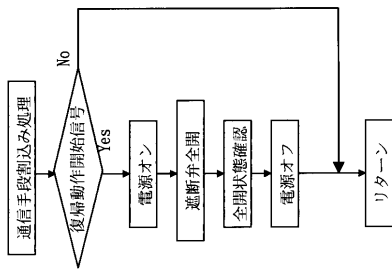 通信手段割込み処理
復帰動作開始信号
No
Yes
電源オン
遮断弁全開
全開状態確認
電源オフ
リターン